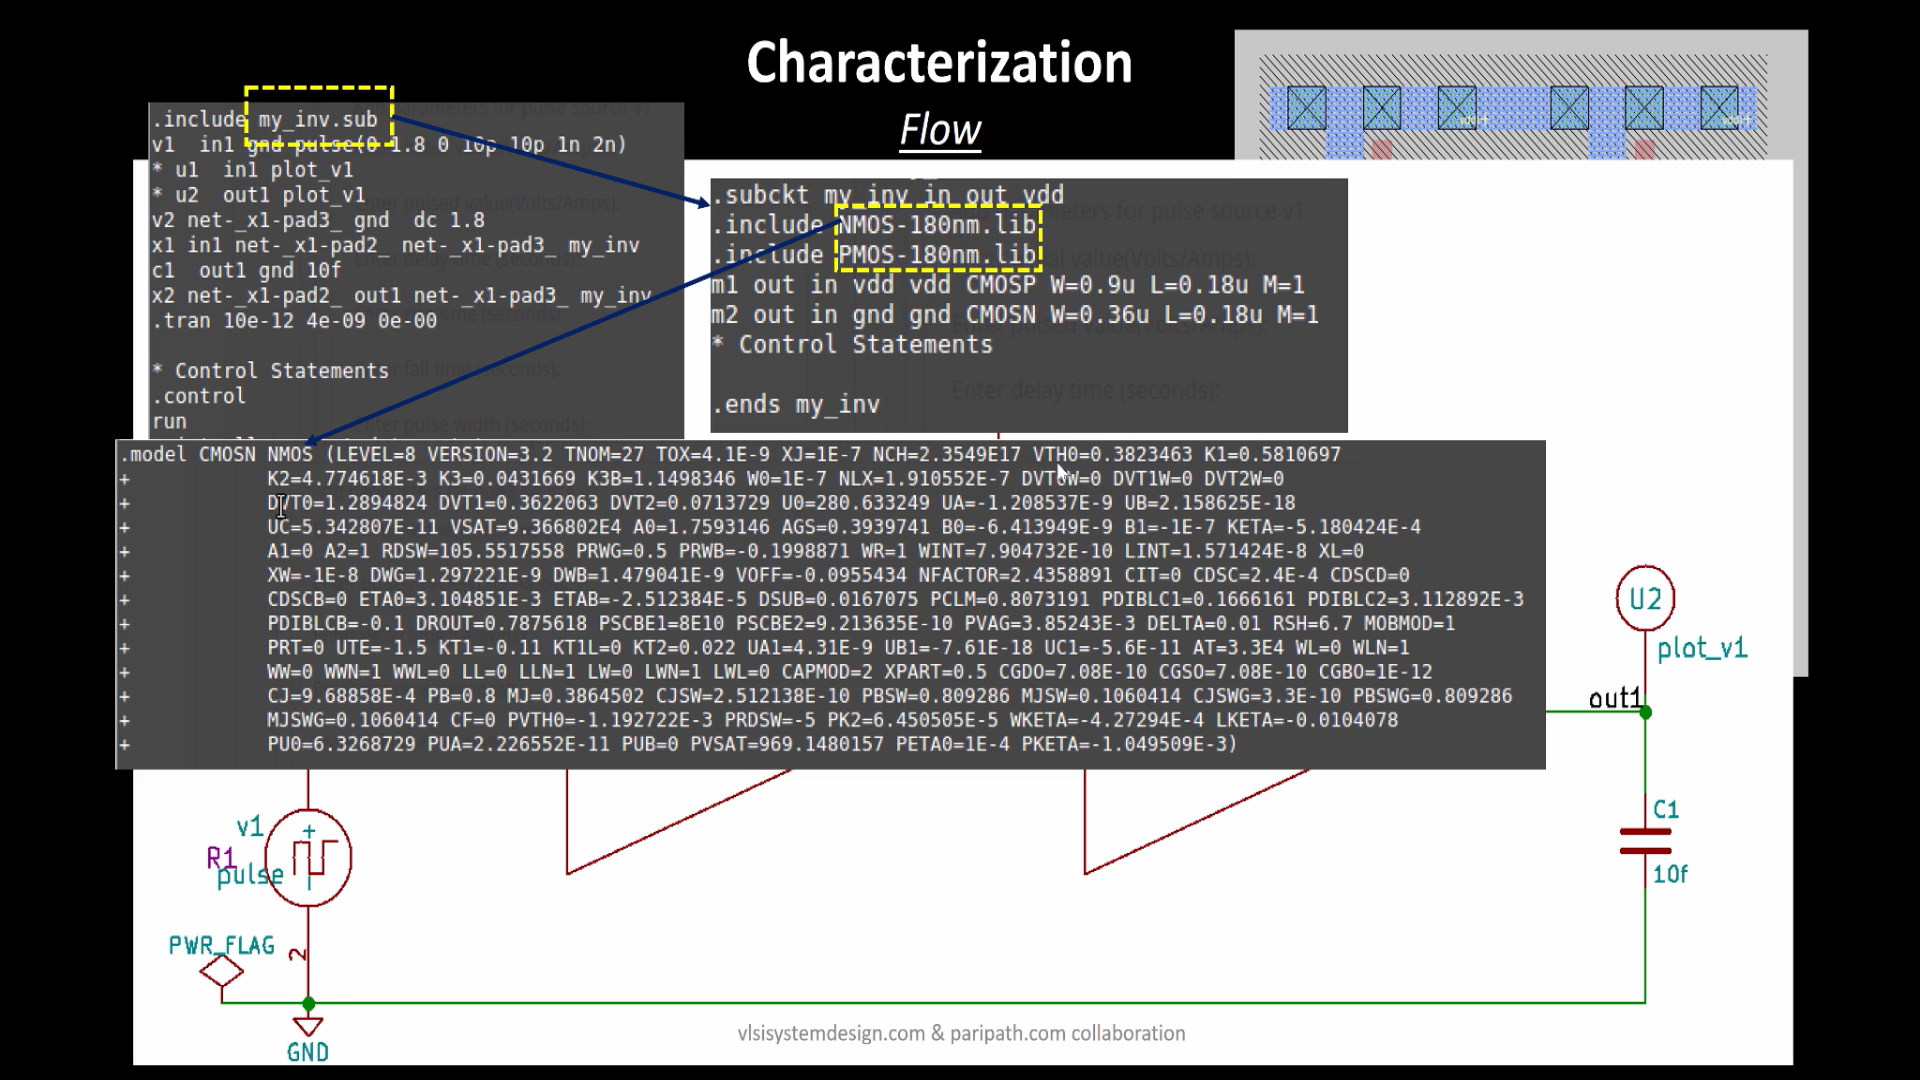 Characterization
Flow
.include my_inv.sub
v1  in1 gnd pulse(0 1.8 0 10p 10p 1n 2n)
* u1  in1 plot_v1
* u2  out1 plot_v1
v2 net-_x1-pad3_ gnd  dc 1.8
x1 in1 net-_x1-pad2_ net-_x1-pad3_ my_inv
c1  out1 gnd 10f
x2 net-_x1-pad2_ out1 net-_x1-pad3_ my_inv
.tran 10e-12 4e-09 0e-00
* Control Statements
.control
run
.subckt my_inv in out vdd
.include NMOS-180nm.lib
.include PMOS-180nm.lib
m1 out in vdd vdd CMOSP W=0.9u L=0.18u M=1
m2 out in gnd gnd CMOSN W=0.36u L=0.18u M=1
* Control Statements
.ends my_inv
.model CMOSN NMOS (LEVEL=8 VERSION=3.2 TNOM=27 TOX=4.1E-9 XJ=1E-7 NCH=2.3549E17 VTH0=0.3823463 K1=0.5810697
+ K2=4.774618E-3 K3=0.0431669 K3B=1.1498346 W0=1E-7 NLX=1.910552E-7 DVT0W=0 DVT1W=0 DVT2W=0
+ DVT0=1.2894824 DVT1=0.3622063 DVT2=0.0713729 U0=280.633249 UA=-1.208537E-9 UB=2.158625E-18
+ UC=5.342807E-11 VSAT=9.366802E4 A0=1.7593146 AGS=0.3939741 B0=-6.413949E-9 B1=-1E-7 KETA=-5.180424E-4
+ A1=0 A2=1 RDSW=105.5517558 PRWG=0.5 PRWB=-0.1998871 WR=1 WINT=7.904732E-10 LINT=1.571424E-8 XL=0
+ XW=-1E-8 DWG=1.297221E-9 DWB=1.479041E-9 VOFF=-0.0955434 NFACTOR=2.4358891 CIT=0 CDSC=2.4E-4 CDSCD=0
+ CDSCB=0 ETA0=3.104851E-3 ETAB=-2.512384E-5 DSUB=0.0167075 PCLM=0.8073191 PDIBLC1=0.1666161 PDIBLC2=3.112892E-3
+ PDIBLCB=-0.1 DROUT=0.7875618 PSCBE1=8E10 PSCBE2=9.213635E-10 PVAG=3.85243E-3 DELTA=0.01 RSH=6.7 MOBMOD=1
+ PRT=0 UTE=-1.5 KT1=-0.11 KT1L=0 KT2=0.022 UA1=4.31E-9 UB1=-7.61E-18 UC1=-5.6E-11 AT=3.3E4 WL=0 WLN=1
+ WW=0 WWN=1 WWL=0 LL=0 LLN=1 LW=0 LWN=1 LWL=0 CAPMOD=2 XPART=0.5 CGDO=7.08E-10 CGSO=7.08E-10 CGBO=1E-12
+ CJ=9.68858E-4 PB=0.8 MJ=0.3864502 CJSW=2.512138E-10 PBSW=0.809286 MJSW=0.1060414 CJSWG=3.3E-10 PBSWG=0.809286
+ MJSWG=0.1060414 CF=0 PVTH0=-1.192722E-3 PRDSW=-5 PK2=6.450505E-5 WKETA=-4.27294E-4 LKETA=-0.0104078
+ PU0=6.3268729 PUA=2.226552E-11 PUB=0 PVSAT=969.1480157 PETA0=1E-4 PKETA=-1.049509E-3)
U2
plot_v1
out1
C1
10f
v1
R1
pulse
PWR_FLAG
2
GND
vlsisystemdesign.com & paripath.com collaboration